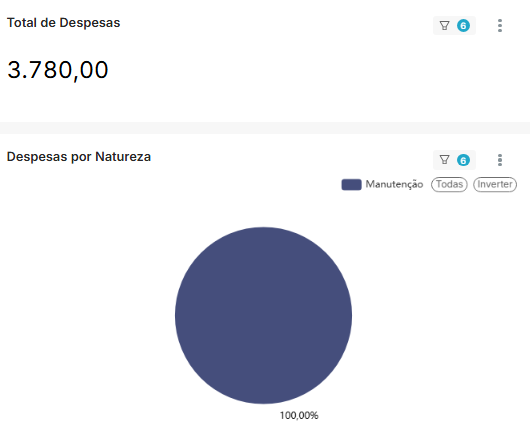 Total de Despesas
6
3.780,00
Despesas por Natureza
6
Manutenção Todas Inverter
100,00%